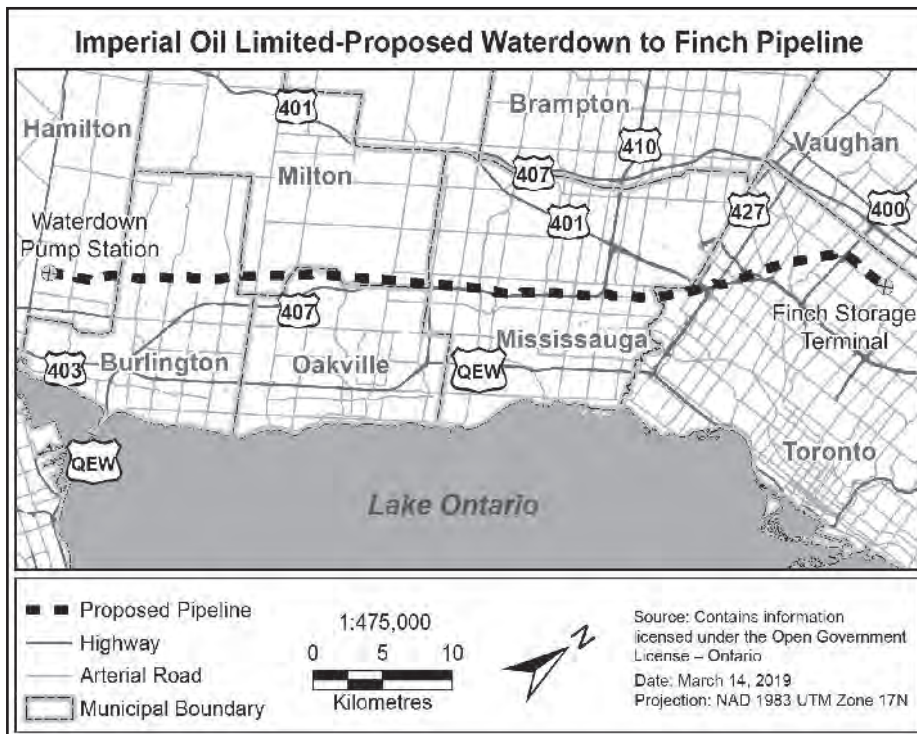 Imperial Oil Limited-Proposed Waterdown to Finch Pipeline
401
Brampton
Hamilton
410
Vaughan
Milton
407
427
400
401
Waterdown
Pump Station
407
Finch Storage
Terminal
Mississauga
403
Burlington
Oakville
QEW
QEW
Toronto
Lake Ontario
Proposed Pipeline
Highway
Arterial Road
Municipal Boundary
1:475,000
0 5 10
Kilometres
N
Source: Contains information
licensed under the Open Government
License – Ontario
Date: March 14, 2019
Projection: NAD 1983 UTM Zone 17N